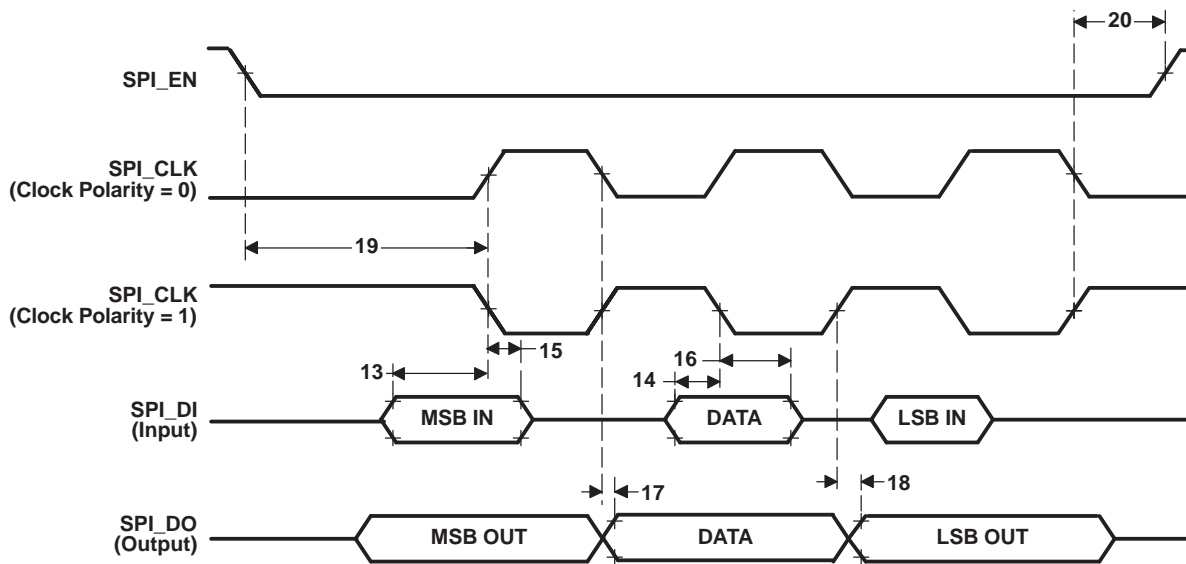 20
SPI_EN
SPI_CLK
(Clock Polarity = 0)
19
SPI_CLK
(Clock Polarity = 1)
15
13
16
14
SPI_DI
(Input)
MSB IN
DATA
LSB IN
17
18
SPI_DO
(Output)
MSB OUT
DATA
LSB OUT